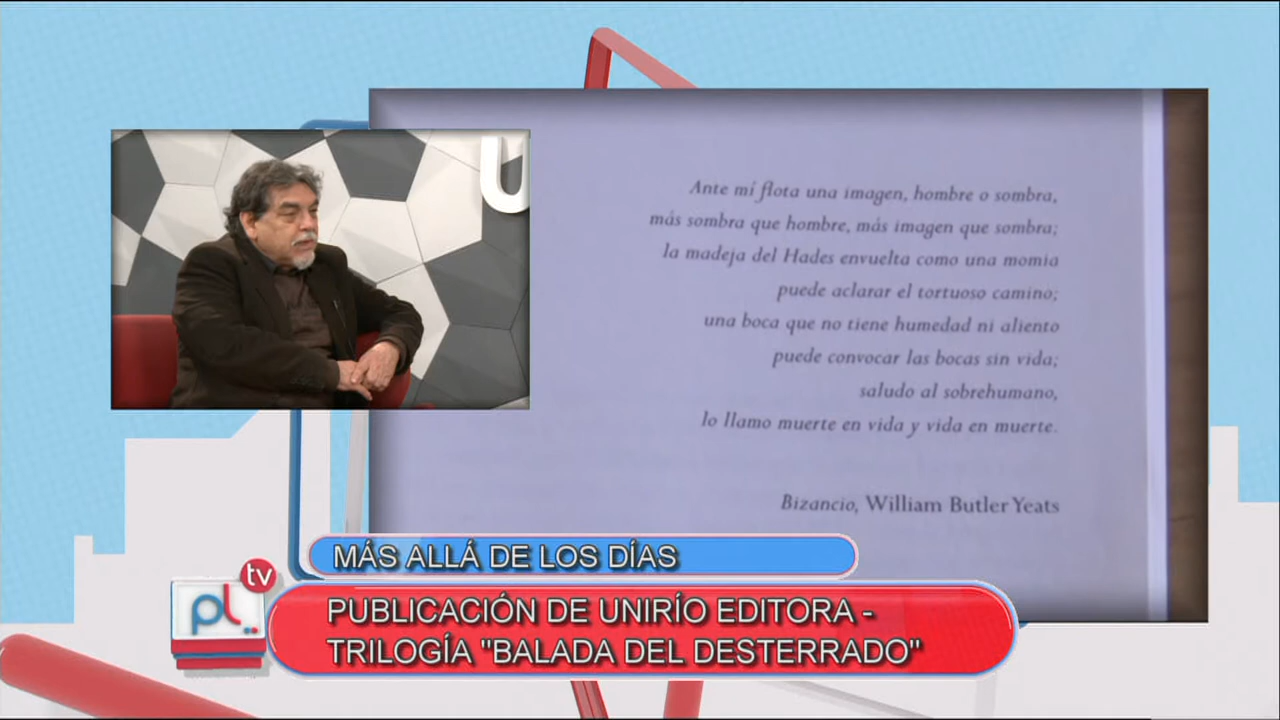 U
Ante mí flota una imagen, hombre o sombra,
más sombra que hombre, más imagen que sombra;
la madeja del Hades envuelta como una momia
puede aclarar el tortuoso camino;
una boca que no tiene humedad ni aliento
puede convocar las bocas sin vida;
saludo al sobrehumano,
lo llamo muerte en vida y vida en muerte.
Bizancio, William Butler Yeats
MÁS ALLÁ DE LOS DÍAS
pl.. tv
PUBLICACIÓN DE UNIRÍO EDITORA -
TRILOGÍA "BALADA DEL DESTERRADO"